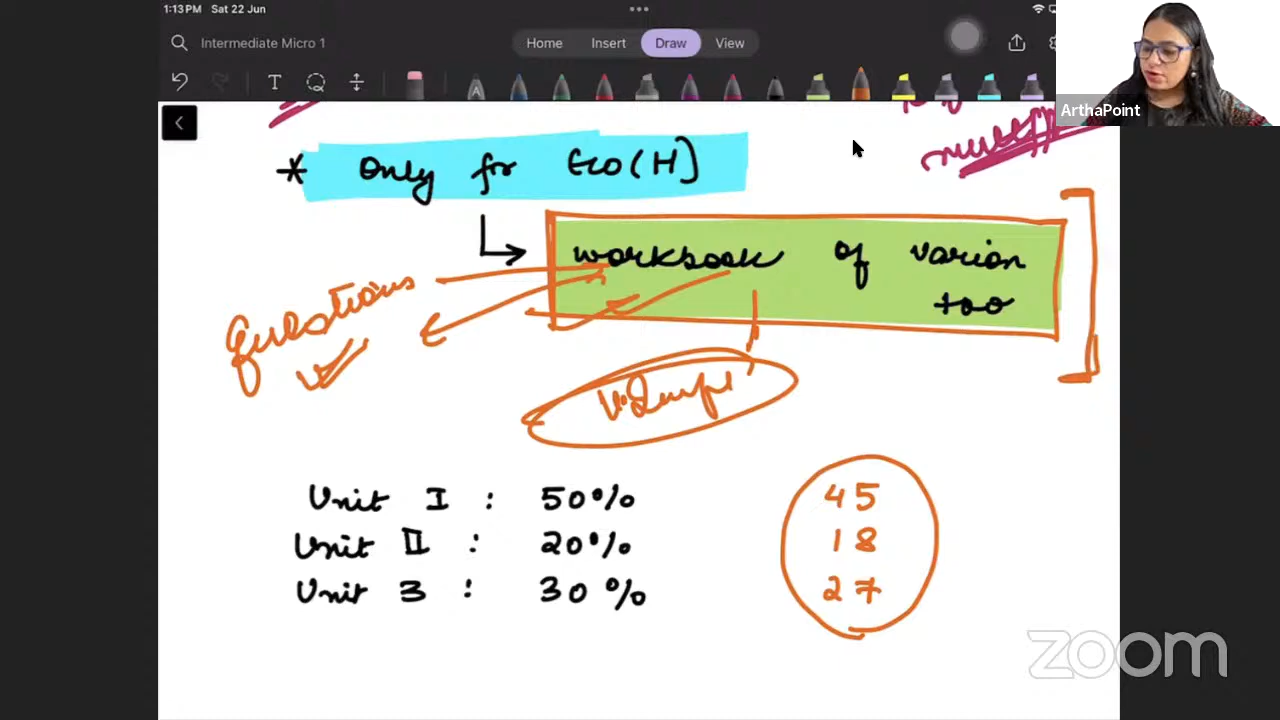 1:13 PM Sat 22 Jun
Intermediate Micro 1
Home Insert Draw View
ArthaPoint
* Only for Eco(H)
workbook of varian
too
Questions
Unit I : 50% 45
Unit II : 20% 18
Unit 3 : 30% 27
zoom